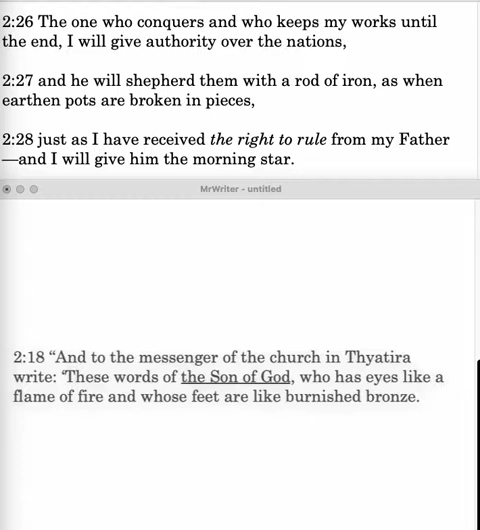 2:26 The one who conquers and who keeps my works until
the end, I will give authority over the nations,
2:27 and he will shepherd them with a rod of iron, as when
earthen pots are broken in pieces,
2:28 just as I have received the right to rule from my Father
—and I will give him the morning star.
MrWriter - untitled
2:18 “And to the messenger of the church in Thyatira
write: ‘These words of the Son of God, who has eyes like a
flame of fire and whose feet are like burnished bronze.